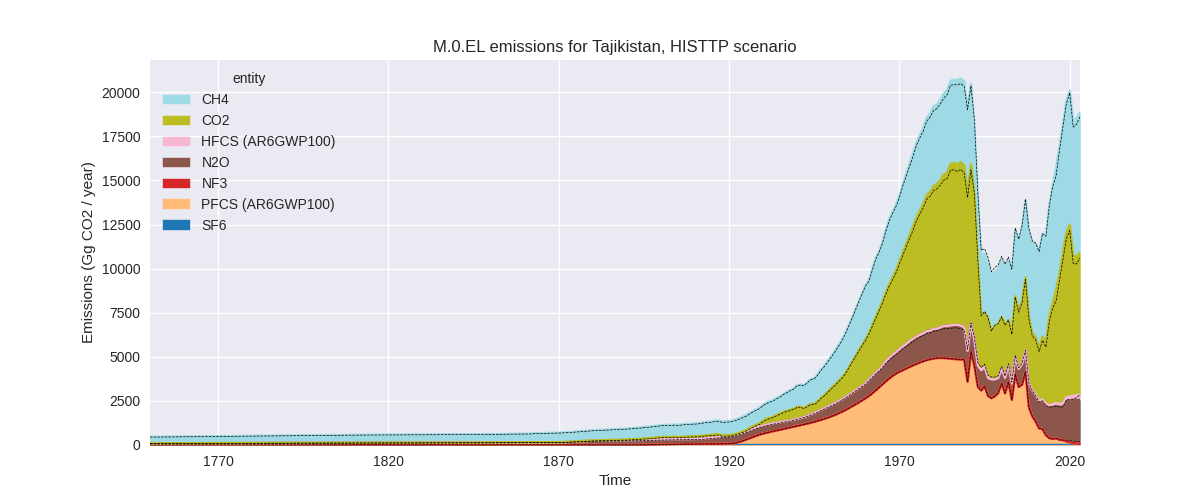 M.0.EL emissions for Tajikistan, HISTTP scenario
entity
CH4
CO2
HFCS (AR6GWP100)
N2O
NF3
PFCS (AR6GWP100)
SF6
Emissions (Gg CO2 / year)
20000
17500
15000
12500
10000
7500
5000
2500
0
1770 1820 1870 1920 1970 2020
Time